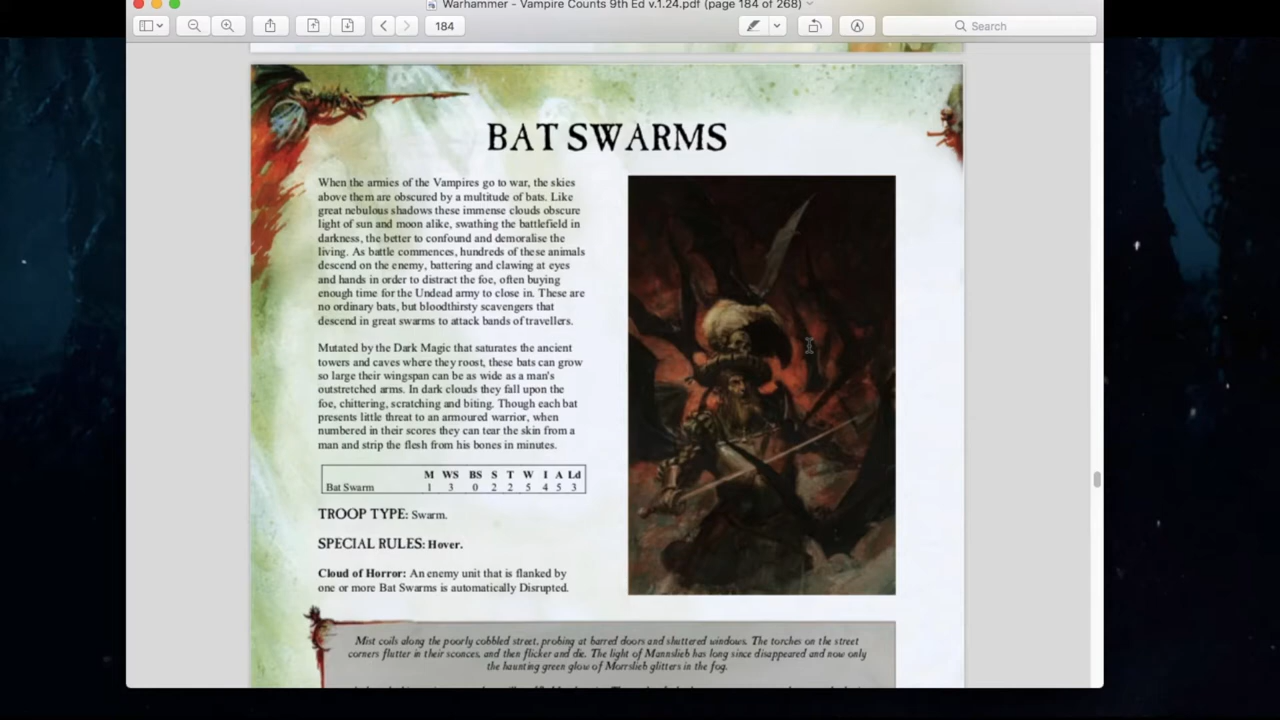 Warhammer - Vampire Counts 9th Ed v.1.24.pdf (page 184 of 268)
184
Search
BAT SWARMS
When the armies of the Vampires go to war, the skies
above them are obscured by a multitude of bats. Like
great nebulous shadows these immense clouds obscure
light of sun and moon alike, swathing the battlefield in
darkness, the better to confound and demoralise the
living. As battle commences, hundreds of these animals
descend on the enemy, battering and clawing at eyes
and hands in order to distract the foe, often buying
enough time for the Undead army to close in. These are
no ordinary bats, but bloodthirsty scavengers that
descend in great swarms to attack bands of travellers.
Mutated by the Dark Magic that saturates the ancient
towers and caves where they roost, these bats can grow
so large their wingspan can be as wide as a man's
outstretched arms. In dark clouds they fall upon the
foe, chittering, scratching and biting. Though each bat
presents little threat to an armoured warrior, when
numbered in their scores they can tear the skin from a
man and strip the flesh from his bones in minutes.
M WS BS S T W I A Ld
Bat Swarm 1 3 0 2 2 5 4 5 3
TROOP TYPE: Swarm.
SPECIAL RULES: Hover.
Cloud of Horror: An enemy unit that is flanked by
one or more Bat Swarms is automatically Disrupted.
Mist coils along the poorly cobbled street, probing at barred doors and shuttered windows. The torches on the street
corners flutter in their sconces, and then flicker and die. The light of Mannslieb has long since disappeared and now only
the haunting green glow of Morrslieb glitters in the fog.